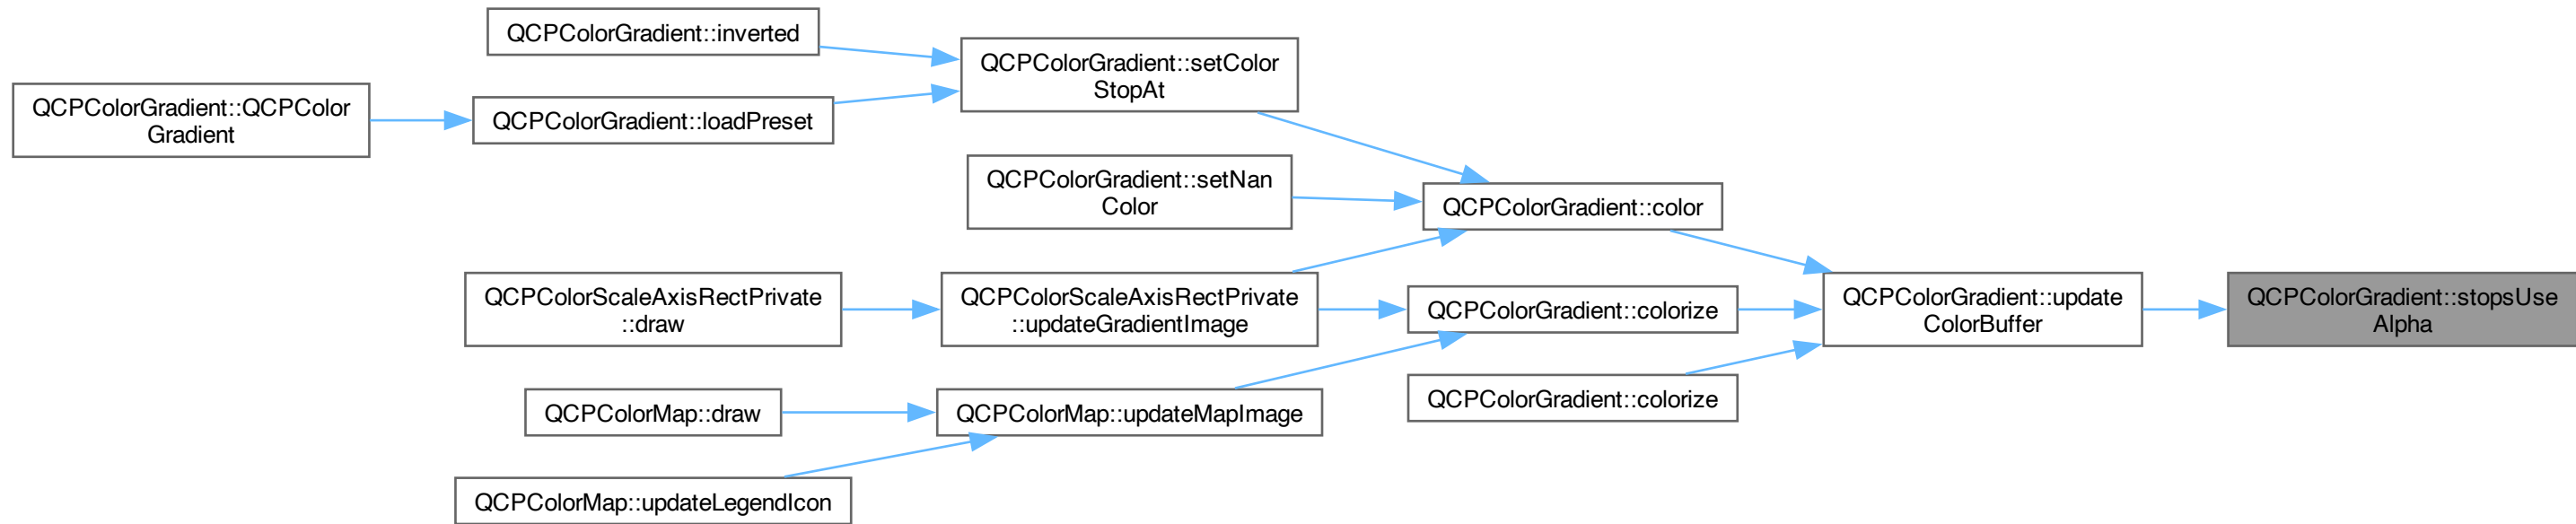 QCPColorGradient::inverted
QCPColorGradient::setColor
StopAt
QCPColorGradient::QCPColor
Gradient
QCPColorGradient::loadPreset
QCPColorGradient::setNan
Color
QCPColorGradient::color
QCPColorScaleAxisRectPrivate
::draw
QCPColorScaleAxisRectPrivate
::updateGradientImage
QCPColorGradient::colorize
QCPColorGradient::update
ColorBuffer
QCPColorGradient::stopsUse
Alpha
QCPColorMap::draw
QCPColorMap::updateMapImage
QCPColorGradient::colorize
QCPColorMap::updateLegendIcon